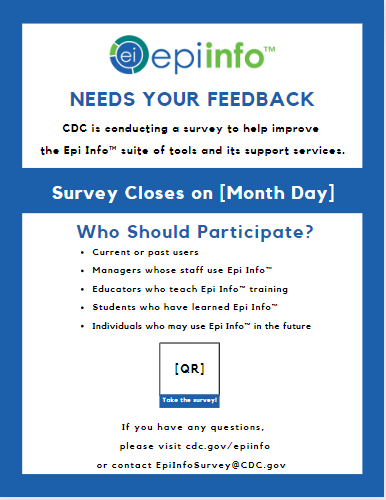 ei epiinfo™
NEEDS YOUR FEEDBACK
CDC is conducting a survey to help improve
the Epi Info™ suite of tools and its support services.
Survey Closes on [Month Day]
Who Should Participate?
• Current or past users
• Managers whose staff use Epi Info™
• Educators who teach Epi Info™ training
• Students who have learned Epi Info™
• Individuals who may use Epi Info™ in the future
[QR]
Take the survey!
If you have any questions,
please visit cdc.gov/epiinfo
or contact EpiInfoSurvey@CDC.gov